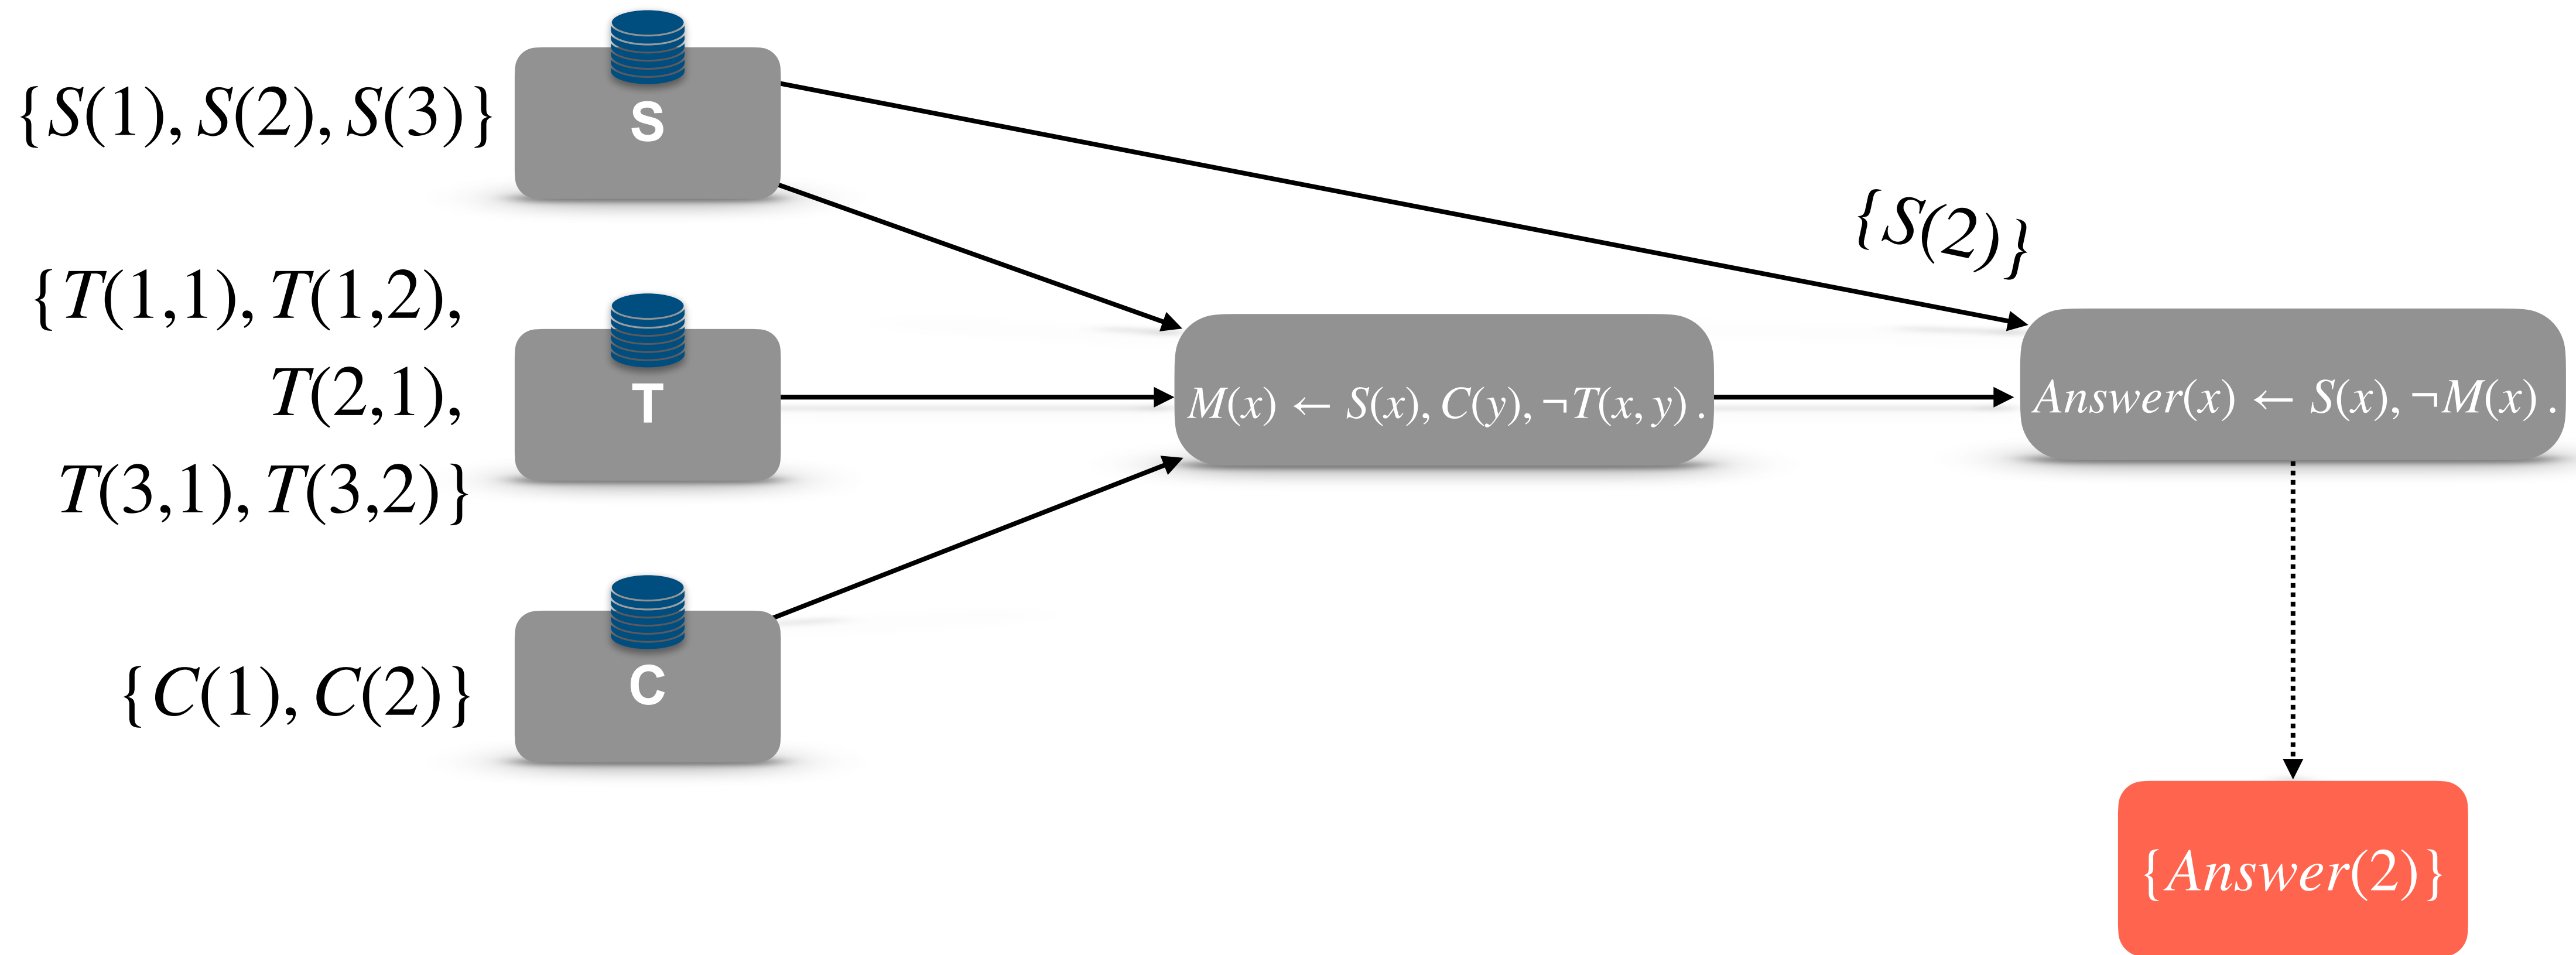 {S(1), S(2), S(3)}
S
{S(2)}
{T(1,1), T(1,2),
T(2,1),
T(3,1), T(3,2)}
T
M(x) ← S(x), C(y), ¬T(x, y) .
Answer(x) ← S(x), ¬M(x) .
{C(1), C(2)}
C
{Answer(2)}